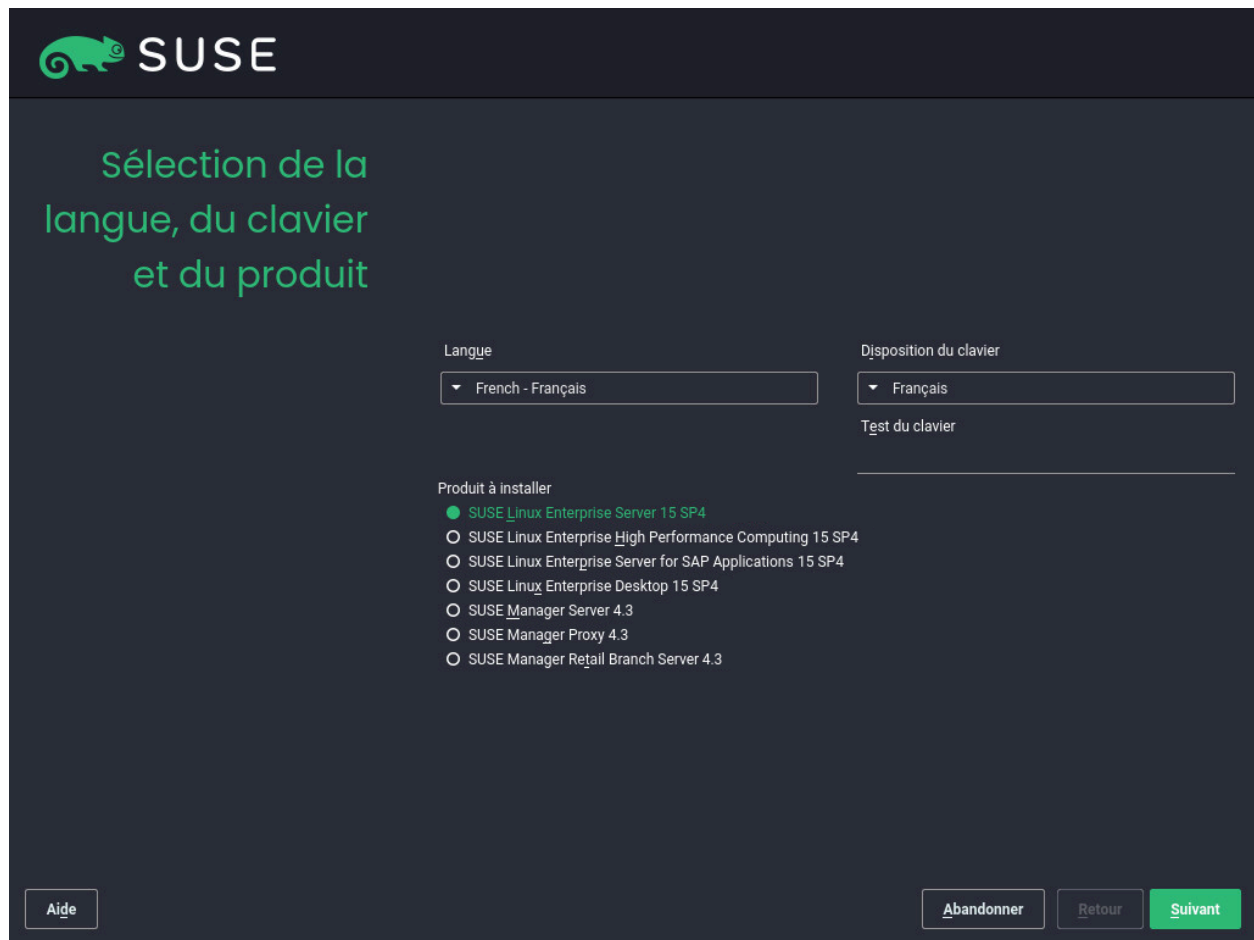 SUSE
Sélection de la
langue, du clavier
et du produit
Langue
French - Français
Disposition du clavier
Français
Test du clavier
Produit à installer
SUSE Linux Enterprise Server 15 SP4
SUSE Linux Enterprise High Performance Computing 15 SP4
SUSE Linux Enterprise Server for SAP Applications 15 SP4
SUSE Linux Enterprise Desktop 15 SP4
SUSE Manager Server 4.3
SUSE Manager Proxy 4.3
SUSE Manager Retail Branch Server 4.3
Aide
Abandonner
Retour
Suivant